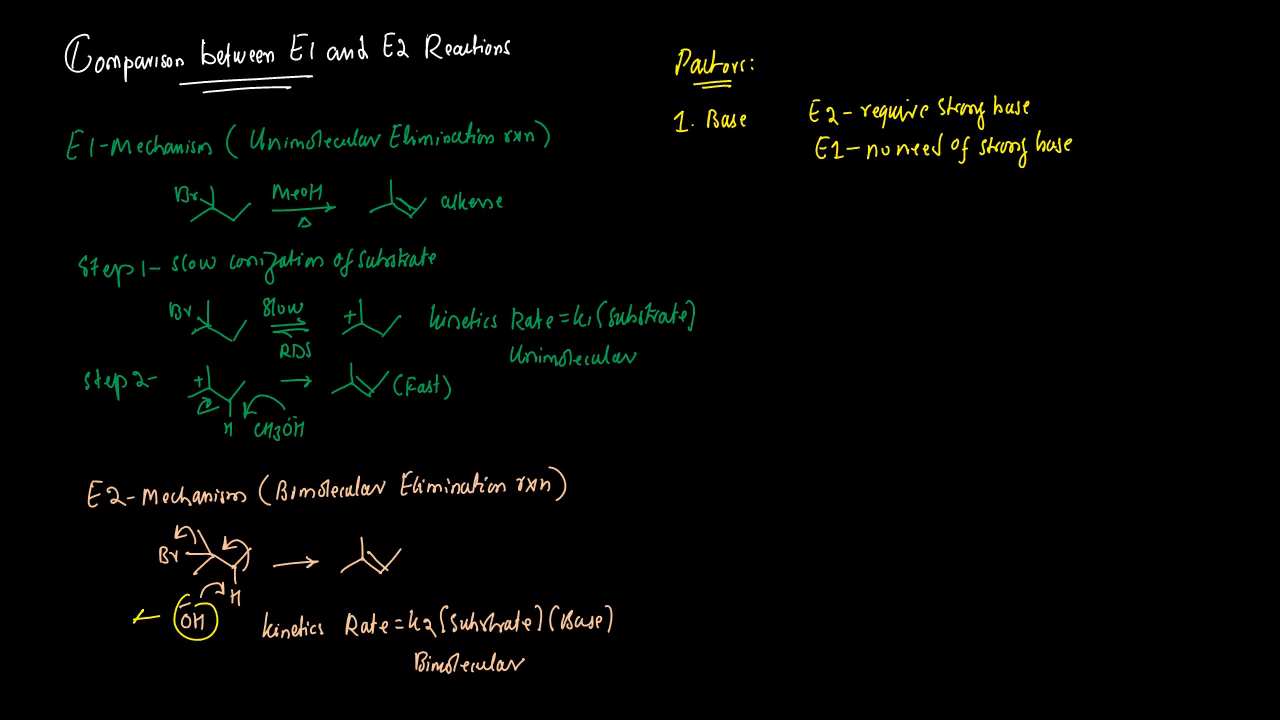 Comparison between E1 and E2 Reactions
E1-Mechanism (Unimolecular Elimination rxn)
Br MeOH Δ alkene
Step 1- Slow ionization of Substrate
Br Slow RDS + kinetics Rate = k1 [Substrate]
Unimolecular
Step 2- + H CH3ÖH (Fast)
E2-Mechanism (Bimolecular Elimination rxn)
Br H
OH kinetics Rate = k2 [Substrate] (Base)
Bimolecular
Factors:
1. Base E2 - require strong base
E1 - no need of strong base